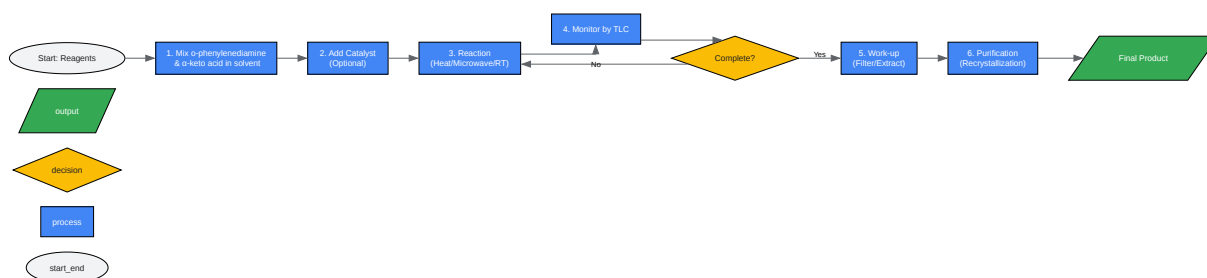 Start: Reagents
1. Mix o-phenylenediamine
& α-keto acid in solvent
2. Add Catalyst
(Optional)
3. Reaction
(Heat/Microwave/RT)
4. Monitor by TLC
No
Complete?
Yes
5. Work-up
(Filter/Extract)
6. Purification
(Recrystallization)
Final Product
output
decision
process
start_end